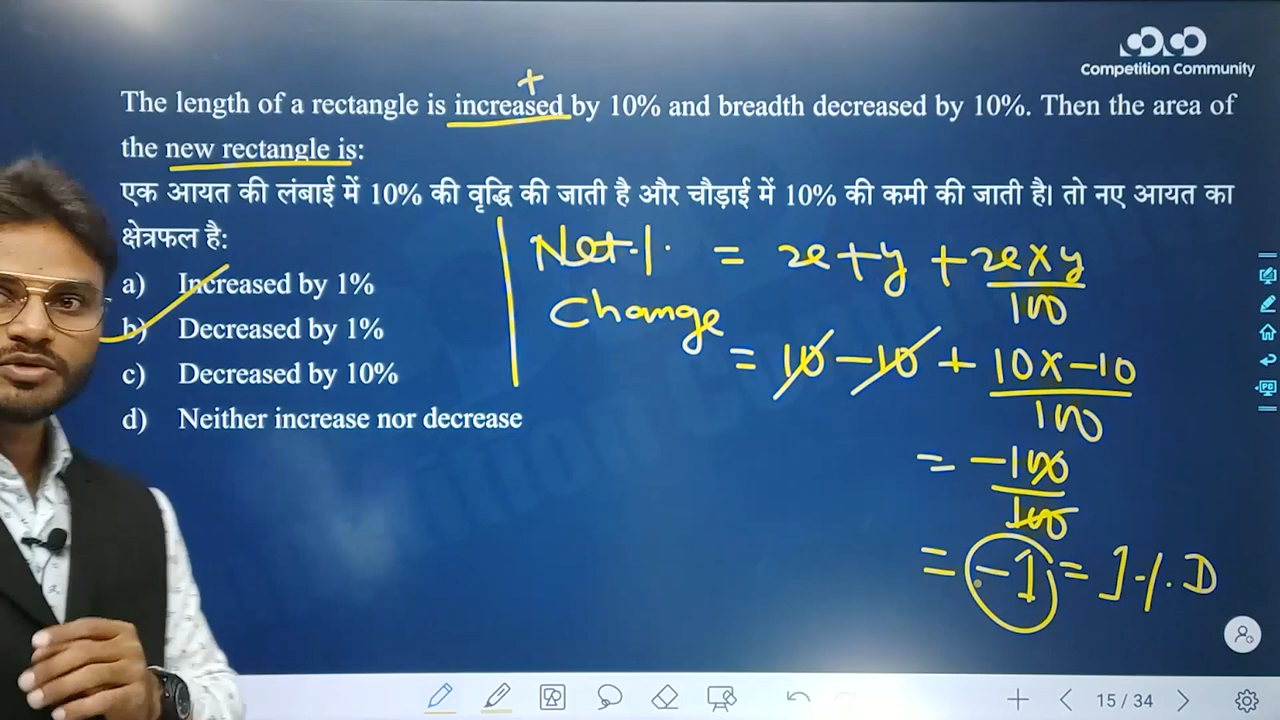 Competition Community
+
The length of a rectangle is increased by 10% and breadth decreased by 10%. Then the area of
the new rectangle is:
एक आयत की लंबाई में 10% की वृद्धि की जाती है और चौड़ाई में 10% की कमी की जाती है। तो नए आयत का
क्षेत्रफल है:
a) Increased by 1%
b) Decreased by 1%
c) Decreased by 10%
d) Neither increase nor decrease
Net % Change = x + y + x × y / 100
= 10 - 10 + 10 × -10 / 100
= -100 / 100
= -1 = 1% D
15 / 34